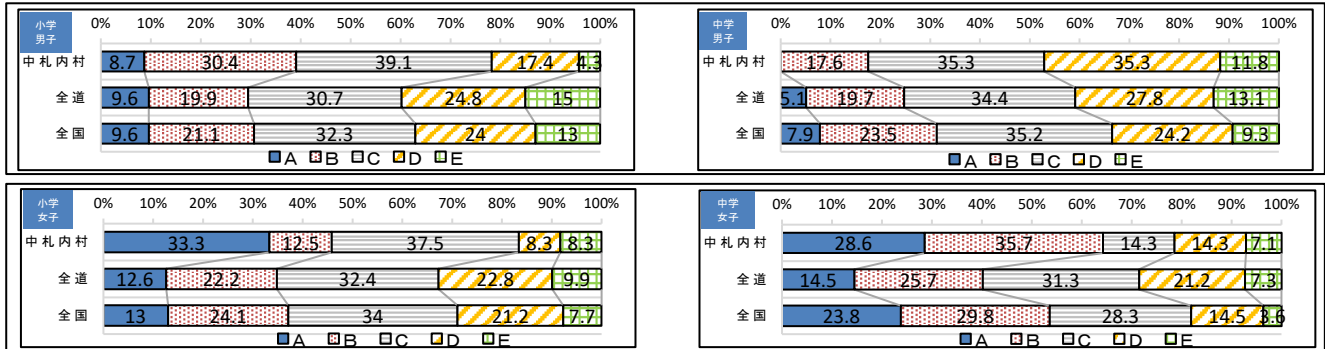 小学
男子
0% 10% 20% 30% 40% 50% 60% 70% 80% 90% 100%
中札内村 8.7 30.4 39.1 17.4 4.3
全道 9.6 19.9 30.7 24.8 15
全国 9.6 21.1 32.3 24 13
A B C D E
中学
男子
0% 10% 20% 30% 40% 50% 60% 70% 80% 90% 100%
中札内村 17.6 35.3 35.3 11.8
全道 5.1 19.7 34.4 27.8 13.1
全国 7.9 23.5 35.2 24.2 9.3
A B C D E
小学
女子
0% 10% 20% 30% 40% 50% 60% 70% 80% 90% 100%
中札内村 33.3 12.5 37.5 8.3 8.3
全道 12.6 22.2 32.4 22.8 9.9
全国 13 24.1 34 21.2 7.7
A B C D E
中学
女子
0% 10% 20% 30% 40% 50% 60% 70% 80% 90% 100%
中札内村 28.6 35.7 14.3 14.3 7.1
全道 14.5 25.7 31.3 21.2 7.3
全国 23.8 29.8 28.3 14.5 3.6
A B C D E